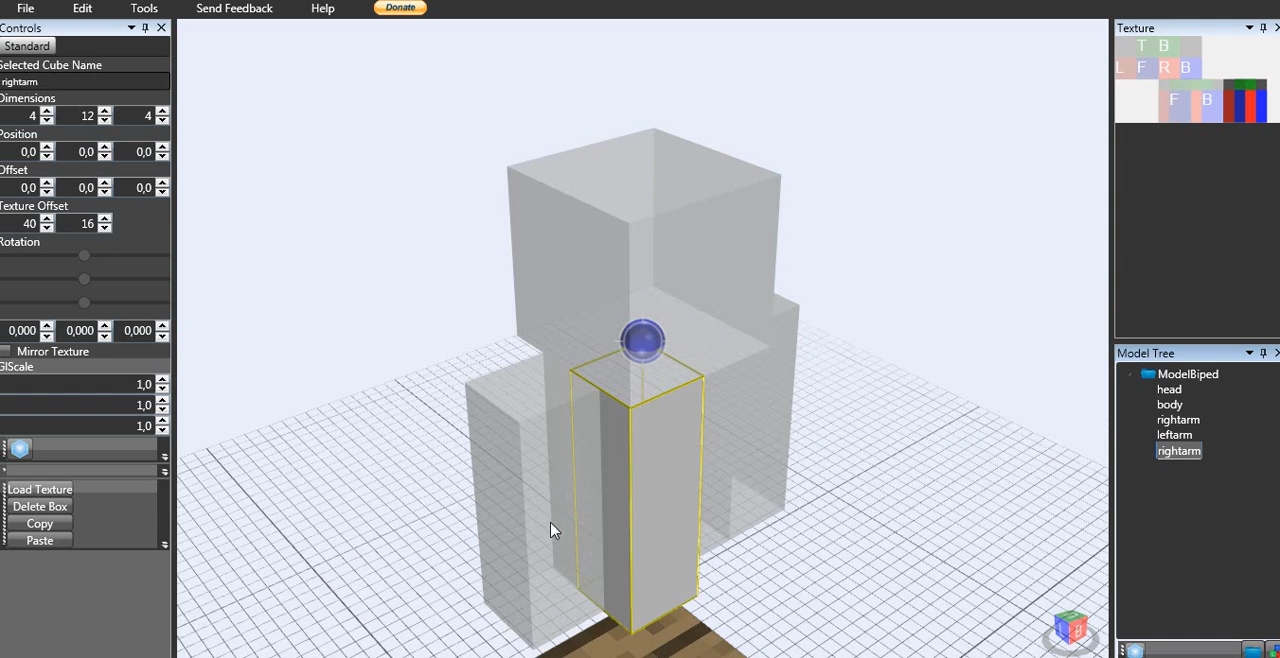 File Edit Tools Send Feedback Help Donate
Controls
Standard
Selected Cube Name
rightarm
Dimensions
4 12 4
Position
0,0 0,0 0,0
Offset
0,0 0,0 0,0
Texture Offset
40 16
Rotation
0,000 0,000 0,000
Mirror Texture
GlScale
1,0
1,0
1,0
Load Texture
Delete Box
Copy
Paste
Texture
T B
L F R B
F B
Model Tree
ModelBiped
head
body
rightarm
leftarm
rightarm